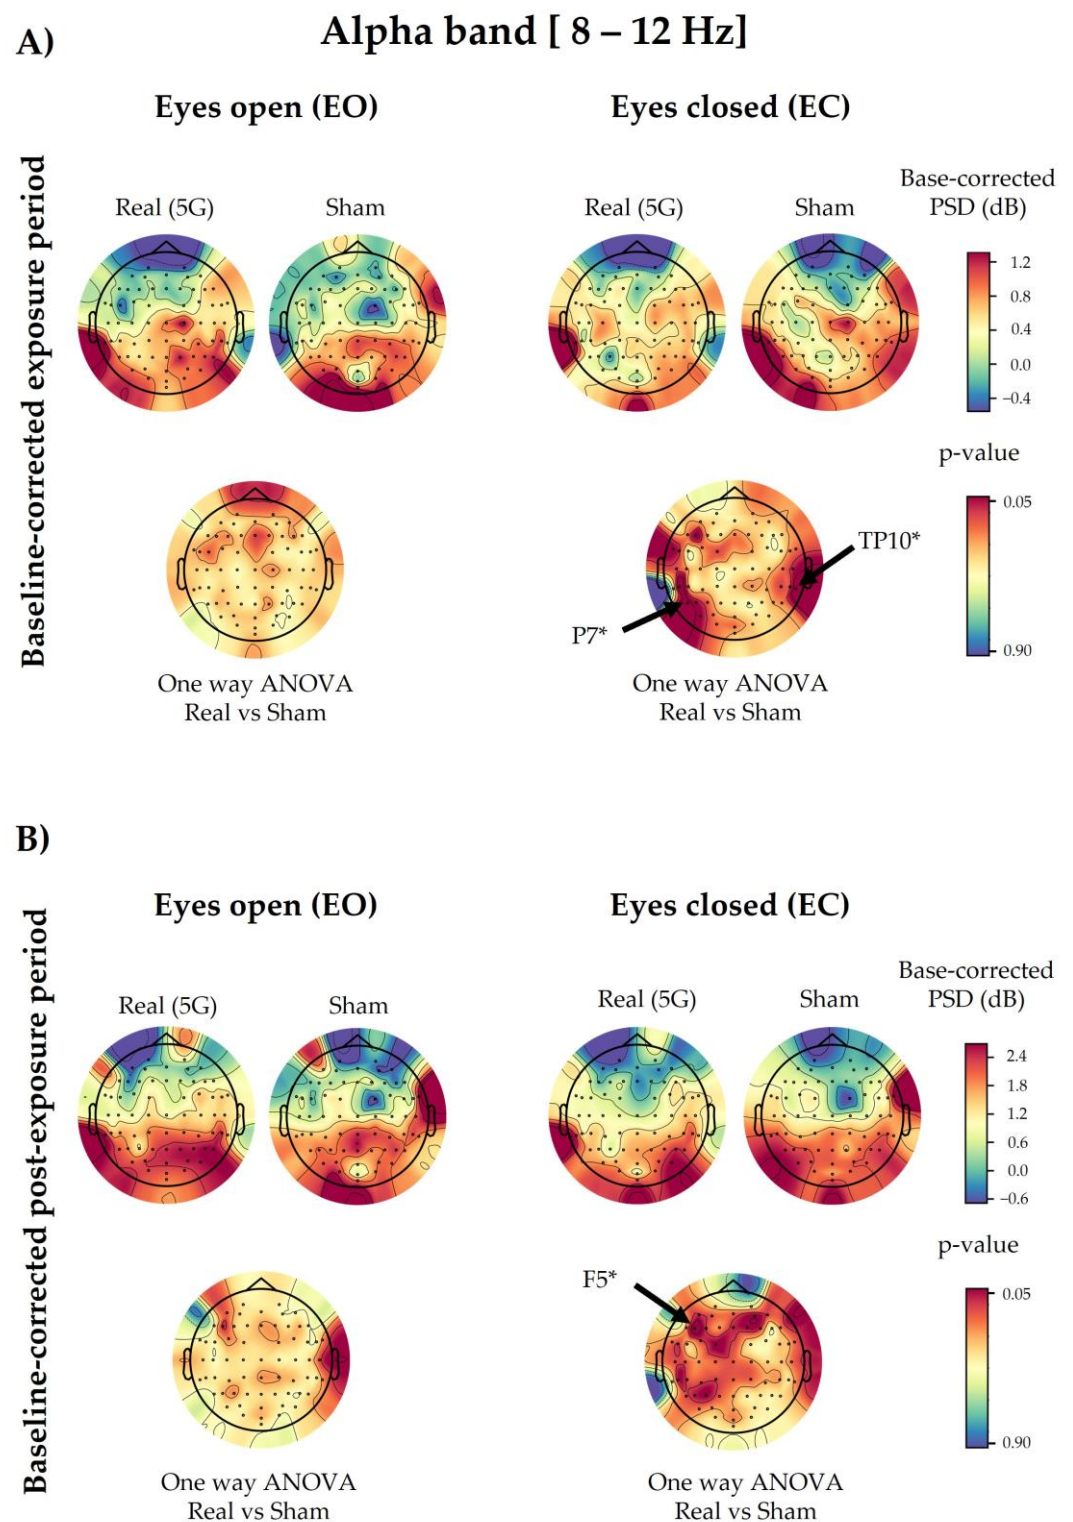 A)
Alpha band [ 8 – 12 Hz]
Eyes open (EO)
Eyes closed (EC)
Baseline-corrected exposure period
Real (5G)
Sham
Real (5G)
Sham
Base-corrected
PSD (dB)
1.2
0.8
0.4
0.0
−0.4
p-value
0.05
0.90
TP10*
P7*
One way ANOVA
Real vs Sham
One way ANOVA
Real vs Sham
B)
Eyes open (EO)
Eyes closed (EC)
Baseline-corrected post-exposure period
Real (5G)
Sham
Real (5G)
Sham
Base-corrected
PSD (dB)
2.4
1.8
1.2
0.6
0.0
−0.6
p-value
0.05
0.90
F5*
One way ANOVA
Real vs Sham
One way ANOVA
Real vs Sham